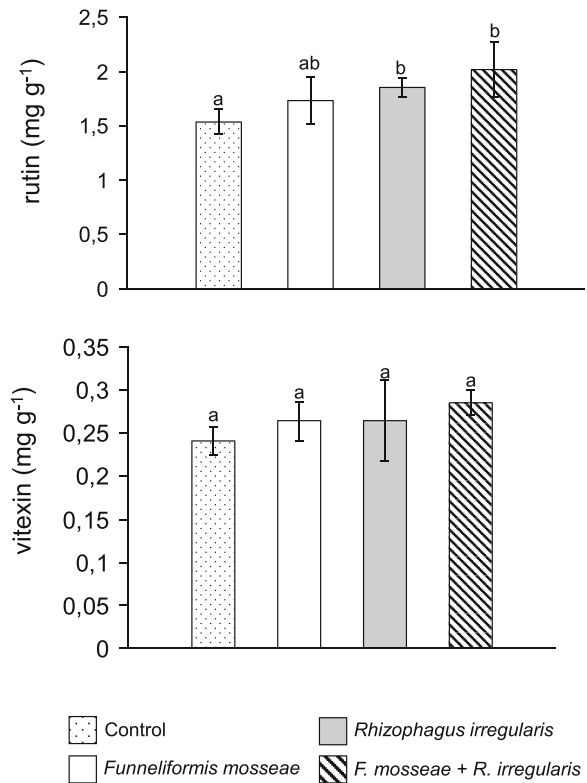 2,5
2
1,5
1
0,5
0
rutin (mg g-1)
a
ab
b
b
0,35
0,3
0,25
0,2
0,15
0,1
0,05
0
vitexin (mg g-1)
a
a
a
a
Control
Rhizophagus irregularis
Funneliformis mosseae
F. mosseae + R. irregularis